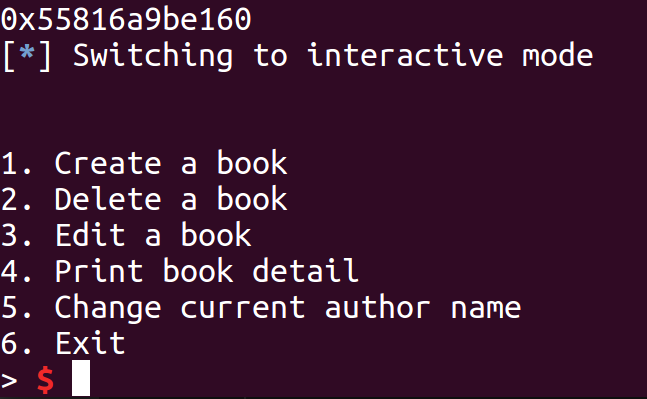 0x55816a9be160
[*] Switching to interactive mode
1. Create a book
2. Delete a book
3. Edit a book
4. Print book detail
5. Change current author name
6. Exit
> $